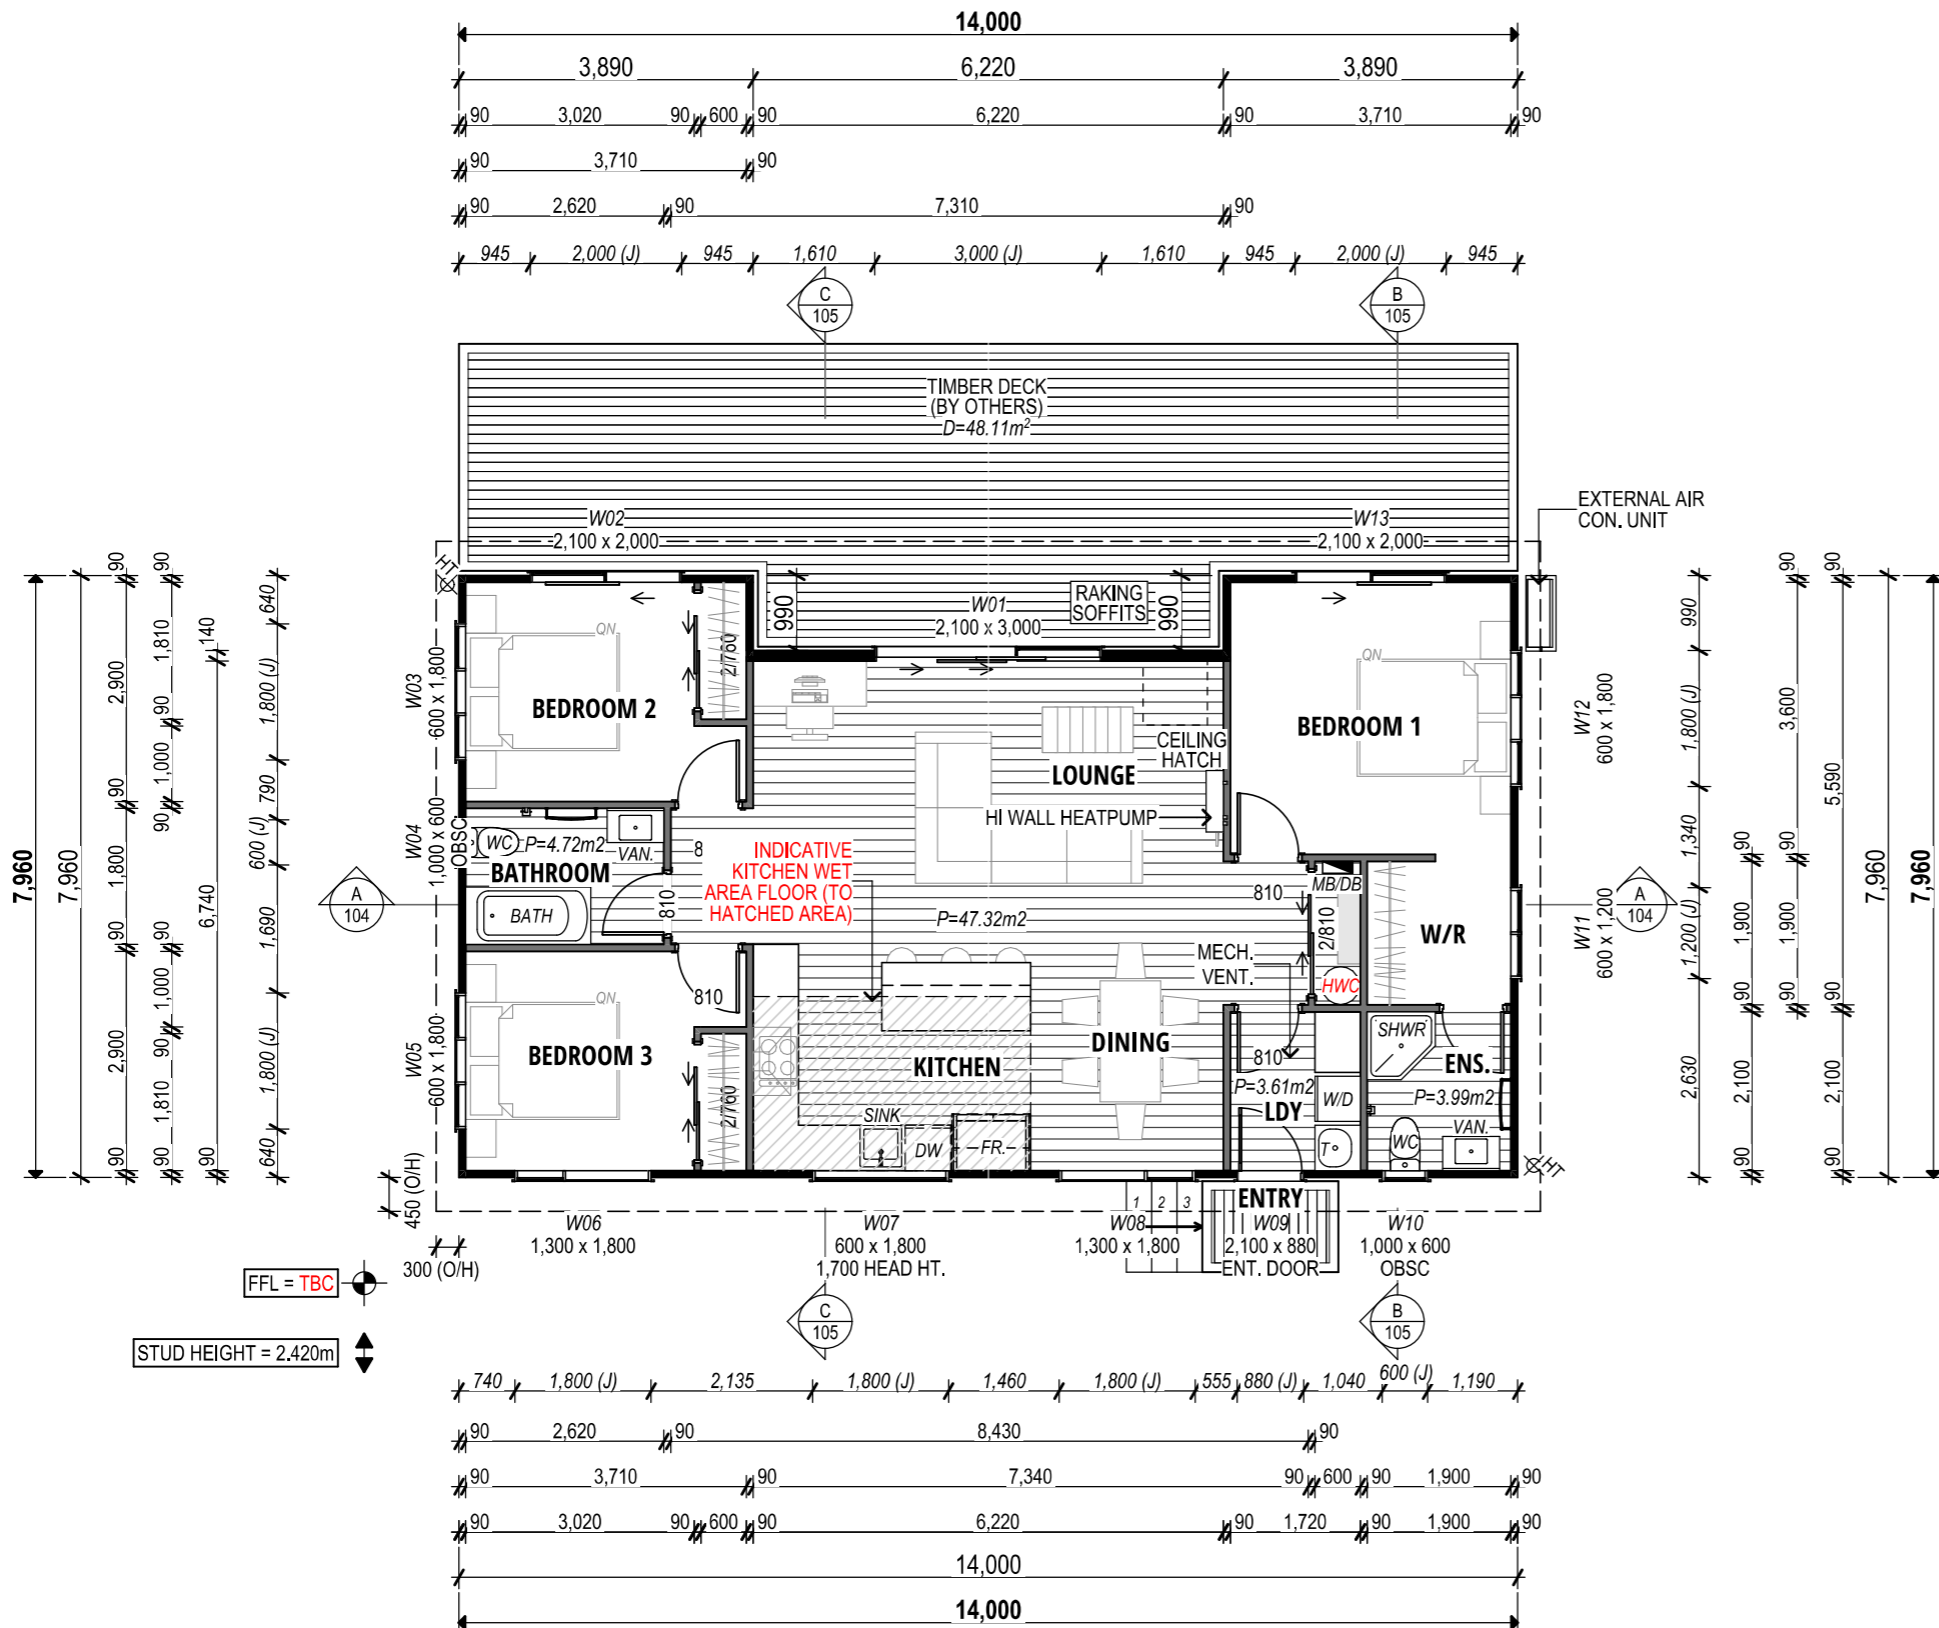 14,000
3,890 6,220 3,890
90 3,020 90 600 90 6,220 90 3,710 90
90 3,710 90
90 2,620 90 7,310 90
945 2,000 (J) 945 1,610 3,000 (J) 1,610 945 2,000 (J) 945
C
105
B
105
TIMBER DECK
(BY OTHERS)
D=48.11m²
EXTERNAL AIR
CON. UNIT
W02
2,100 x 2,000
W13
2,100 x 2,000
HT
W01
2,100 x 3,000
990
990
RAKING
SOFFITS
7,960
7,960
90 2,900 90 1,800 90 2,900 90
90 1,810 90 1,000 90 90 1,000 90 1,810 90
140 6,740 90
640 1,800 (J) 790 600 (J) 1,690 1,800 (J) 640
450 (O/H)
300 (O/H)
W03
600 x 1,800
W04
1,000 x 600
OBSC
W05
600 x 1,800
QN
BEDROOM 2
2/760
LOUNGE
CEILING
HATCH
HI WALL HEATPUMP
QN
BEDROOM 1
W12
600 x 1,800
W11
600 x 1,200
990 1,800 (J) 1,340 1,200 (J) 2,630
90 1,900 90 2,100 90
90 3,600 90 1,900 90
90 5,590 90 2,100 90
7,960
7,960
A
104
A
104
WC
P=4.72m2
VAN.
BATHROOM
BATH
8
810
INDICATIVE
KITCHEN WET
AREA FLOOR (TO
HATCHED AREA)
P=47.32m2
810
MB/DB
2/810
HWC
W/R
MECH.
VENT.
QN
BEDROOM 3
810
2/760
KITCHEN
SINK
DW
FR.
DINING
810
P=3.61m2
LDY
W/D
T
SHWR
ENS.
P=3.99m2
WC
VAN.
HT
1 2 3
ENTRY
W06
1,300 x 1,800
W07
600 x 1,800
1,700 HEAD HT.
W08
1,300 x 1,800
W09
2,100 x 880
ENT. DOOR
W10
1,000 x 600
OBSC
FFL = TBC
STUD HEIGHT = 2.420m
C
105
B
105
740 1,800 (J) 2,135 1,800 (J) 1,460 1,800 (J) 555 880 (J) 1,040 600 (J) 1,190
90 2,620 90 8,430 90
90 3,710 90 7,340 90 600 90 1,900 90
90 3,020 90 600 90 6,220 90 1,720 90 1,900 90
14,000
14,000